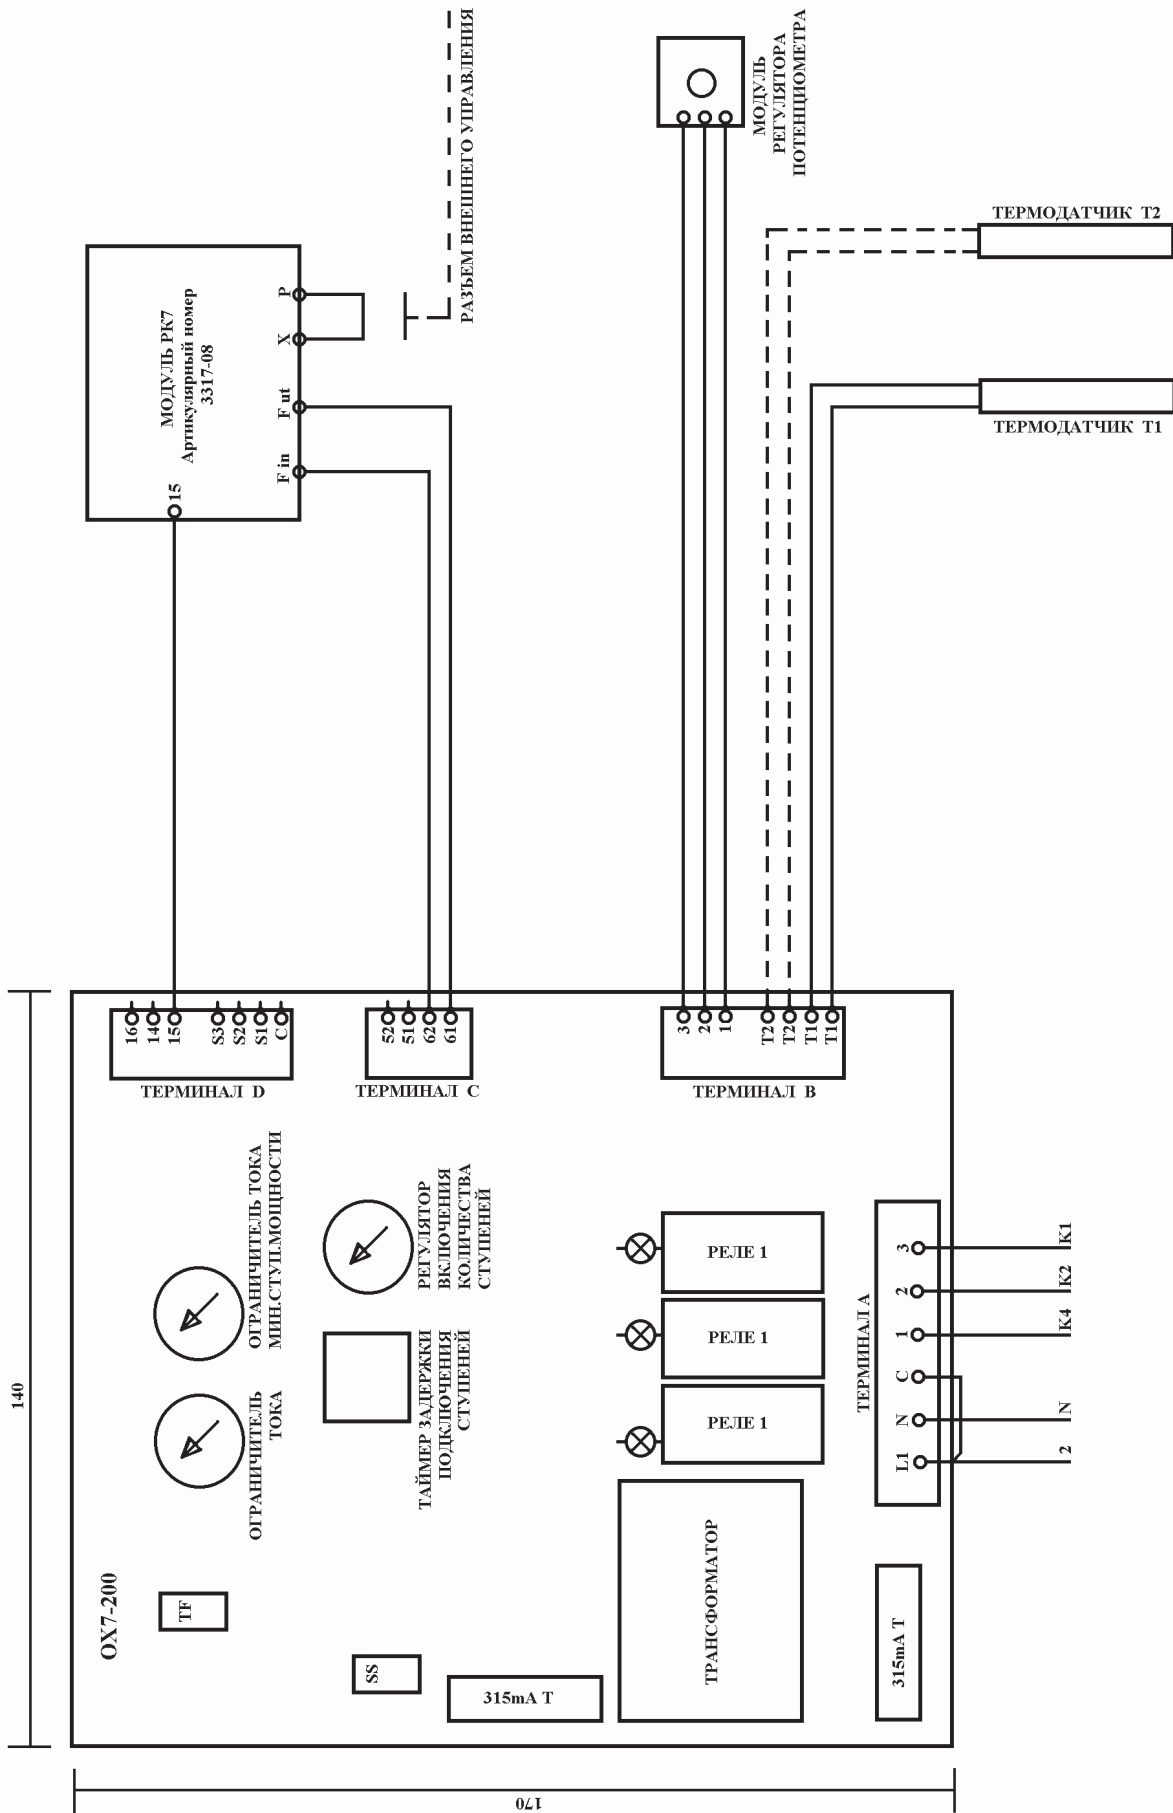 РАЗЪЕМ ВНЕШНЕГО УПРАВЛЕНИЯ
МОДУЛЬ
РЕГУЛЯТОРА
ПОТЕНЦИОМЕТРА
ТЕРМОДАТЧИК Т2
ТЕРМОДАТЧИК Т1
МОДУЛЬ РК7
Артикулярный номер
3317-08
P
X
F ut
F in
15
16
14
15
S3
S2
S1
C
ТЕРМИНАЛ D
52
51
62
61
ТЕРМИНАЛ С
3
2
1
T2
T2
T1
T1
ТЕРМИНАЛ В
ОГРАНИЧИТЕЛЬ ТОКА
МИН.СТУП.МОЩНОСТИ
РЕГУЛЯТОР
ВКЛЮЧЕНИЯ
КОЛИЧЕСТВА
СТУПЕНЕЙ
ОГРАНИЧИТЕЛЬ
ТОКА
ТАЙМЕР ЗАДЕРЖКИ
ПОДКЛЮЧЕНИЯ
СТУПЕНЕЙ
РЕЛЕ 1
РЕЛЕ 1
РЕЛЕ 1
ТЕРМИНАЛ А
3
2
1
C
N
L1
K1
K2
K4
N
2
OX7-200
TF
SS
315mA T
ТРАНСФОРМАТОР
315mA T
140
170